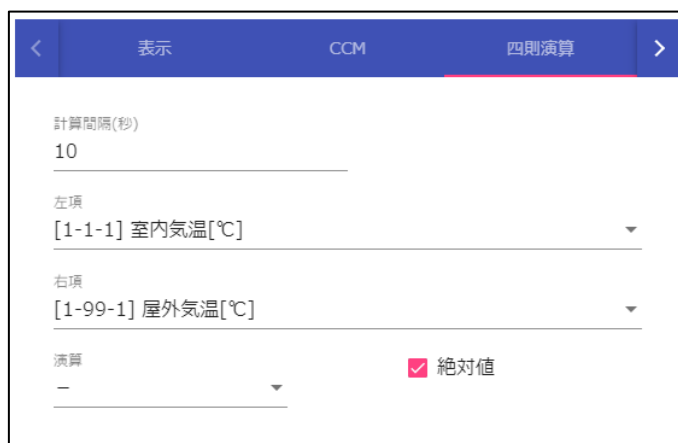 表示 CCM 四則演算
計算間隔(秒)
10
左項
[1-1-1] 室内気温[℃]
右項
[1-99-1] 屋外気温[℃]
演算
－
絶対値